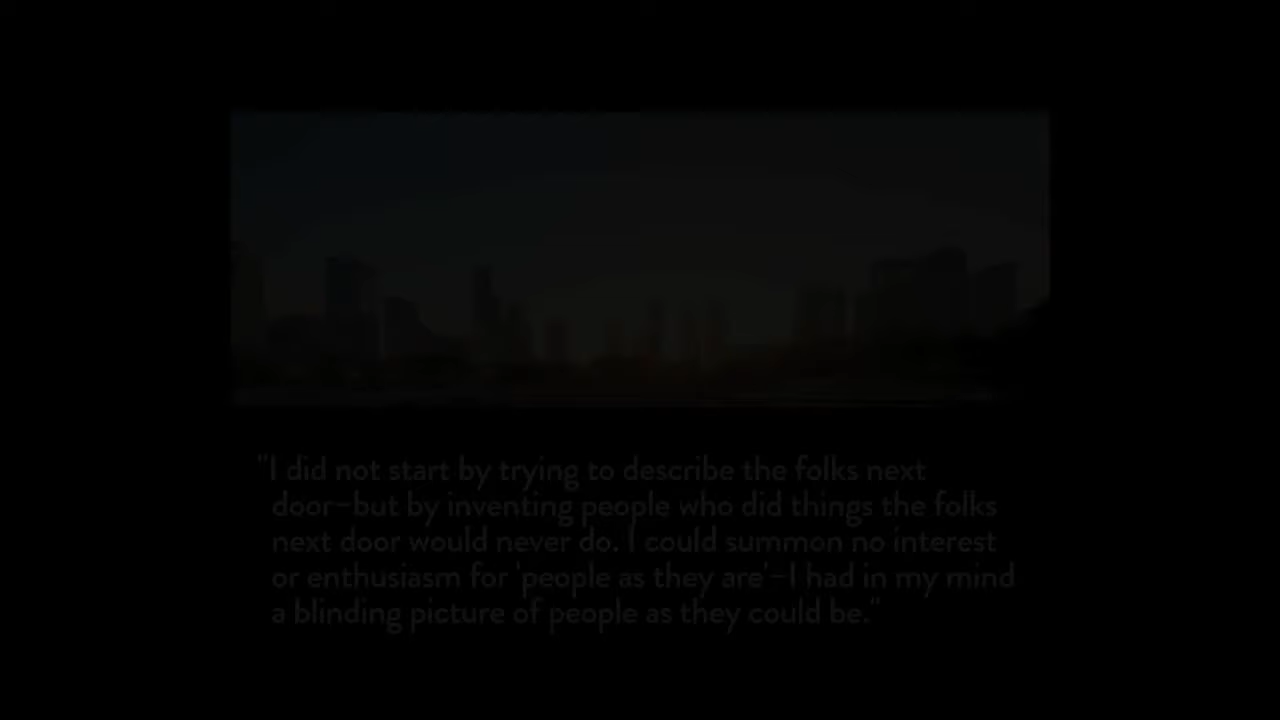 "I did not start by trying to describe the folks next
door–but by inventing people who did things the folks
next door would never do. I could summon no interest
or enthusiasm for 'people as they are'–I had in my mind
a blinding picture of people as they could be."